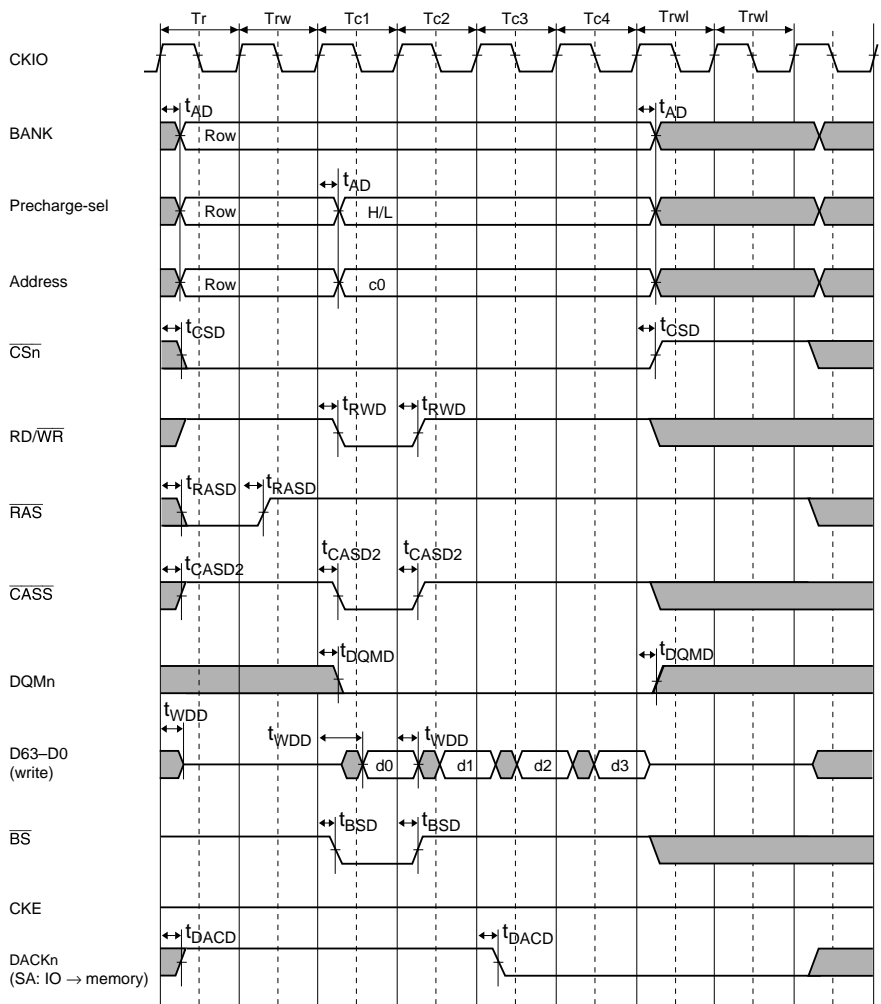 Tr Trw Tc1 Tc2 Tc3 Tc4 Trwl Trwl
CKIO
tAD tAD
BANK Row
tAD
Precharge-sel Row H/L
Address Row c0
tCSD tCSD
CSn
tRWD tRWD
RD/WR
tRASD tRASD
RAS
tCASD2 tCASD2 tCASD2
CASS
tDQMD tDQMD
DQMn
tWDD tWDD tWDD
D63–D0 d0 d1 d2 d3
(write)
tBSD tBSD
BS
CKE
tDACD tDACD
DACKn
(SA: IO → memory)